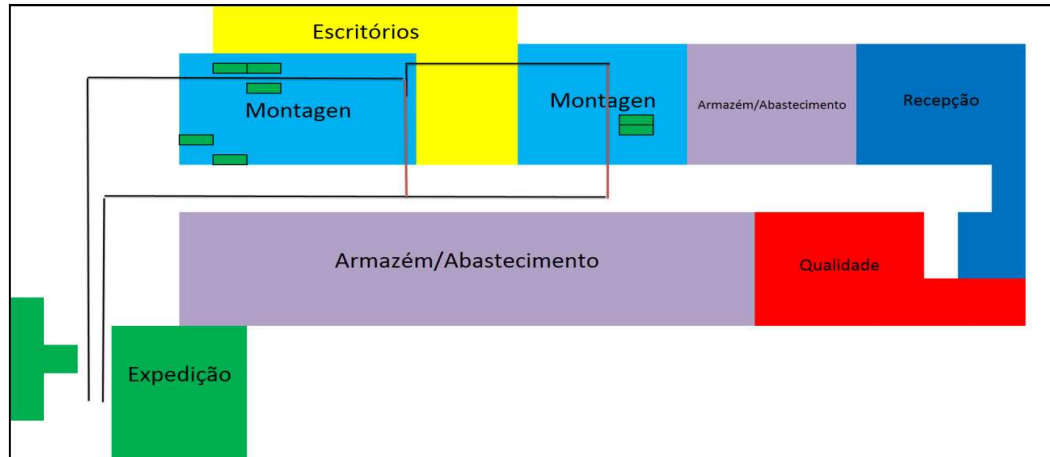 Escritórios
Montagen
Montagen
Armazém/Abastecimento
Recepção
Armazém/Abastecimento
Qualidade
Expedição